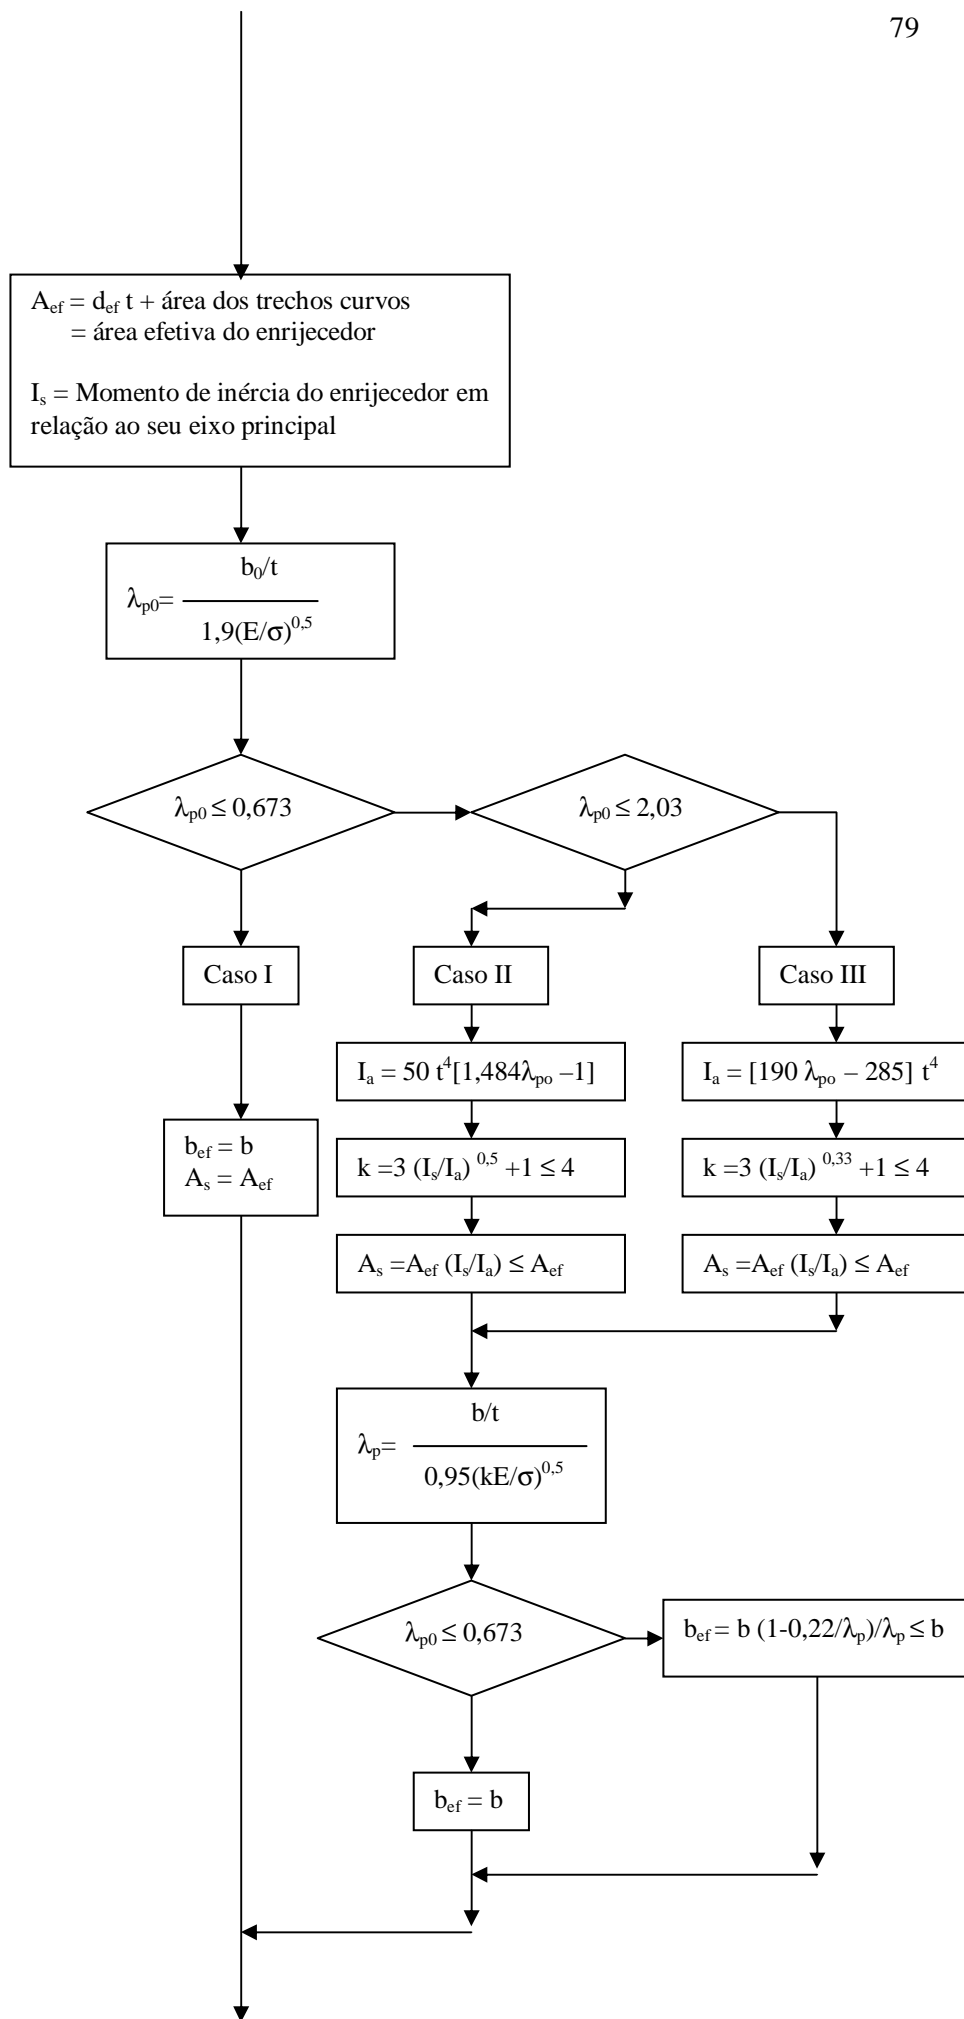 79
A_ef = d_ef t + área dos trechos curvos
= área efetiva do enrijecedor
I_s = Momento de inércia do enrijecedor em
relação ao seu eixo principal
b_0/t
λ_p0=
1,9(E/σ)^0,5
λ_p0 ≤ 0,673
λ_p0 ≤ 2,03
Caso I
Caso II
Caso III
I_a = 50 t^4[1,484λ_po –1]
I_a = [190 λ_po – 285] t^4
b_ef = b
A_s = A_ef
k =3 (I_s/I_a) ^0,5 +1 ≤ 4
k =3 (I_s/I_a) ^0,33 +1 ≤ 4
A_s =A_ef (I_s/I_a) ≤ A_ef
A_s =A_ef (I_s/I_a) ≤ A_ef
b/t
λ_p=
0,95(kE/σ)^0,5
λ_p0 ≤ 0,673
b_ef = b (1-0,22/λ_p)/λ_p ≤ b
b_ef = b